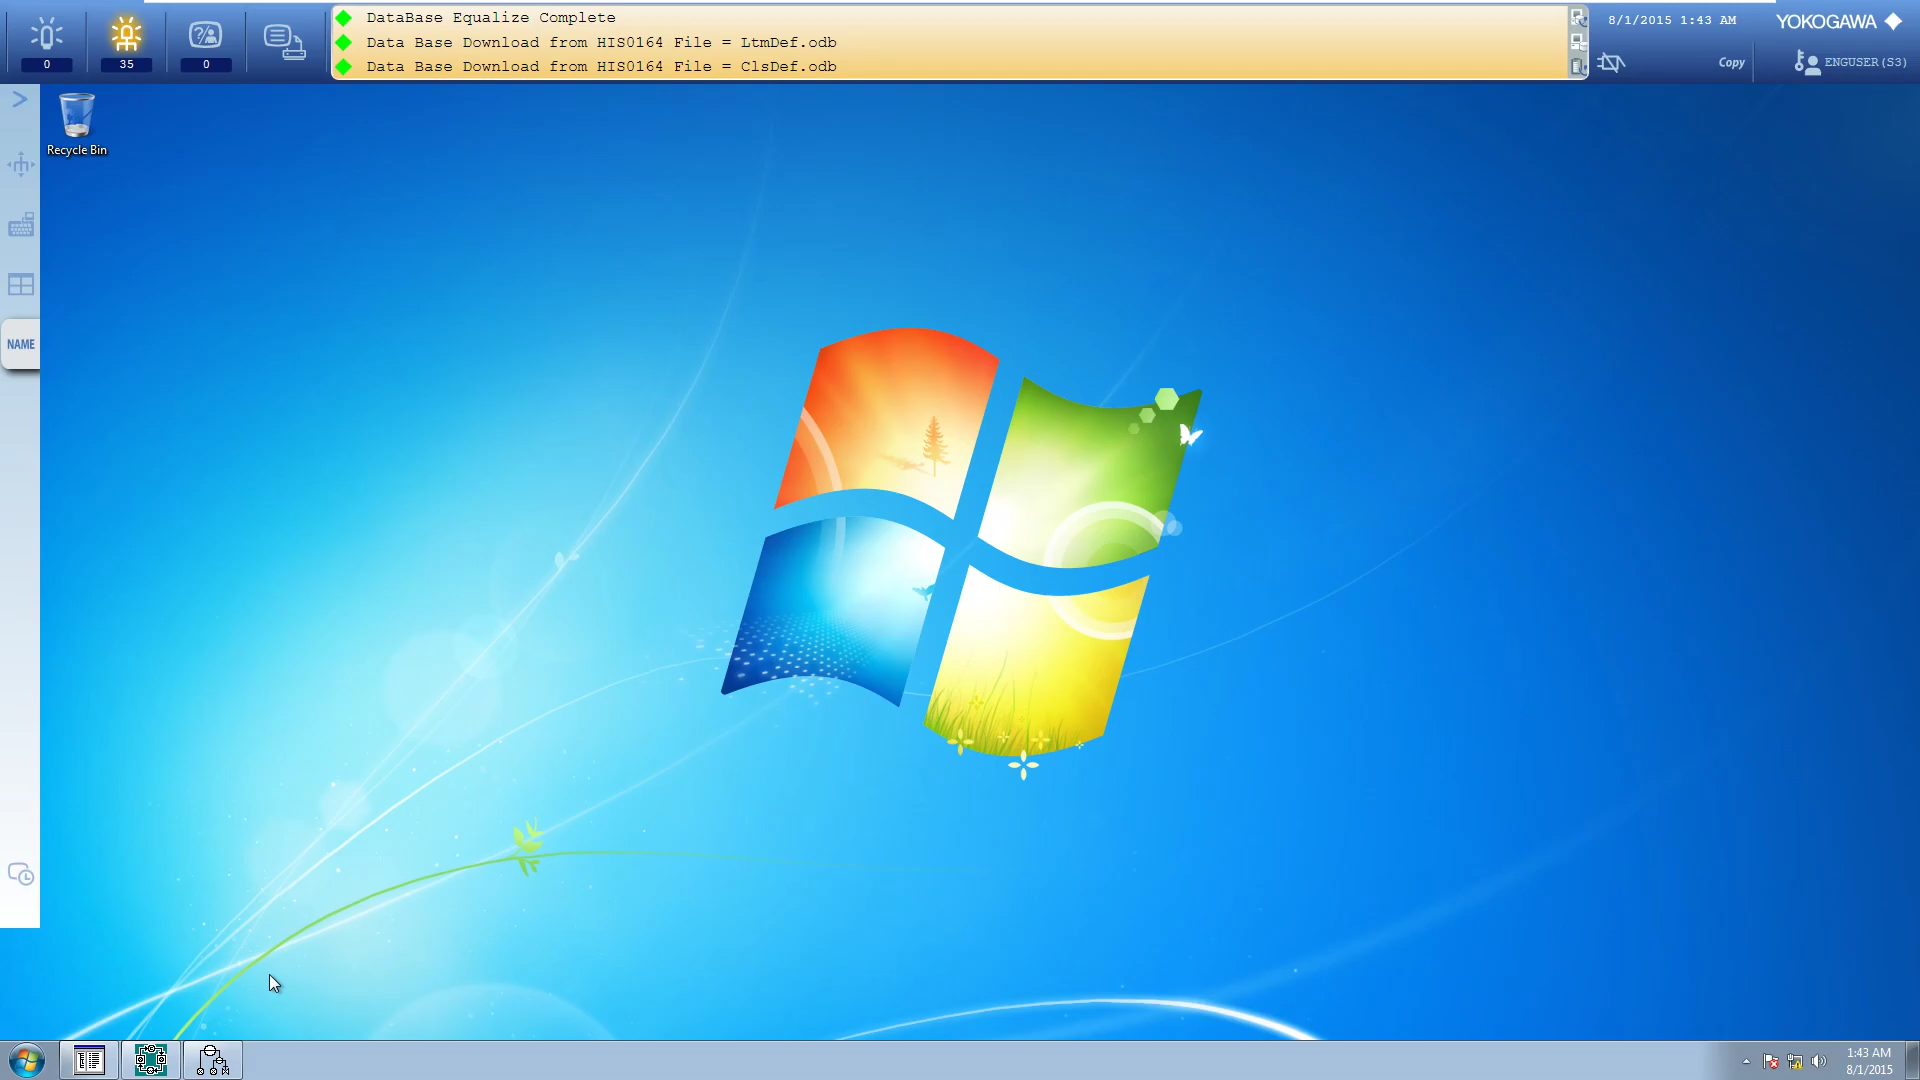 0
35
0
DataBase Equalize Complete
Data Base Download from HIS0164 File = LtmDef.odb
Data Base Download from HIS0164 File = ClsDef.odb
8/1/2015 1:43 AM
YOKOGAWA
Copy
ENGUSER(S3)
Recycle Bin
NAME
1:43 AM
8/1/2015